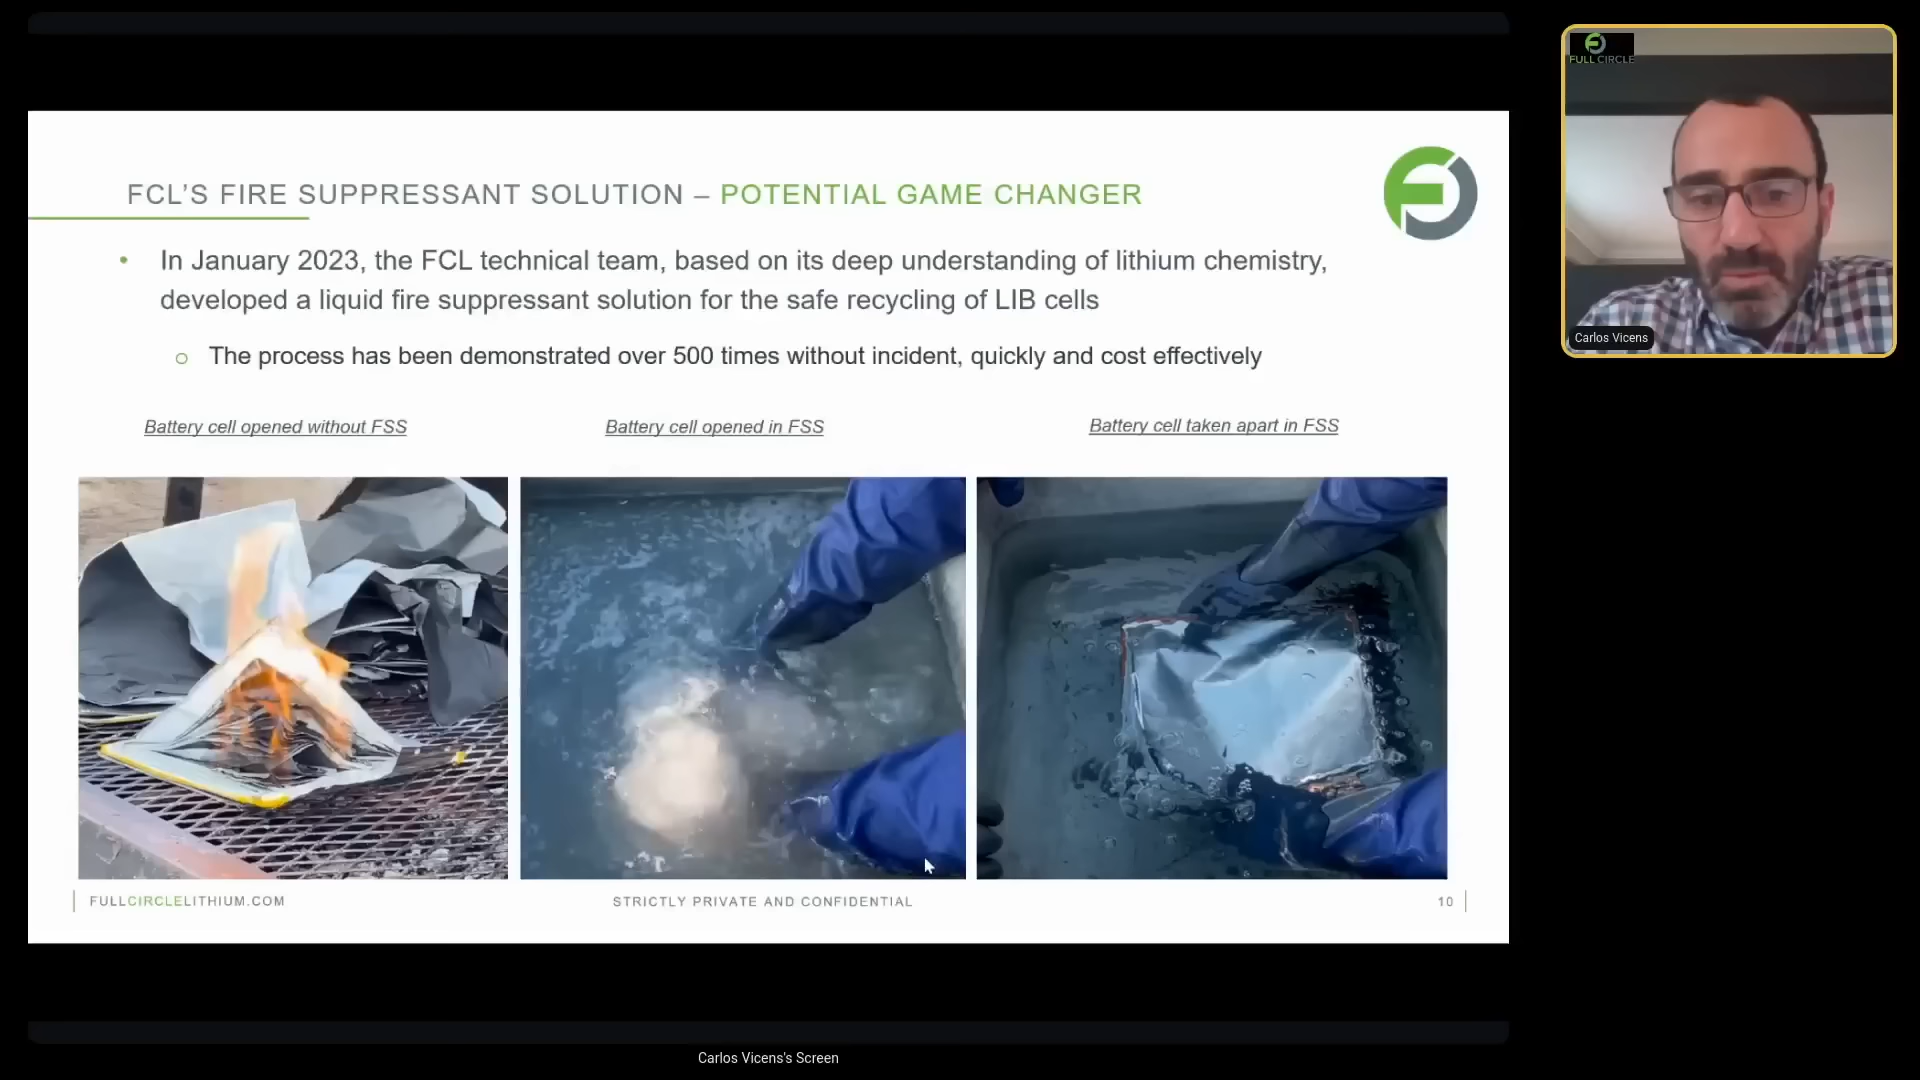 FULL CIRCLE
FCL’S FIRE SUPPRESSANT SOLUTION – POTENTIAL GAME CHANGER
• In January 2023, the FCL technical team, based on its deep understanding of lithium chemistry,
developed a liquid fire suppressant solution for the safe recycling of LIB cells
o The process has been demonstrated over 500 times without incident, quickly and cost effectively
Battery cell opened without FSS
Battery cell opened in FSS
Battery cell taken apart in FSS
FULLCIRCLELITHIUM.COM
STRICTLY PRIVATE AND CONFIDENTIAL
10
Carlos Vicens
Carlos Vicens's Screen